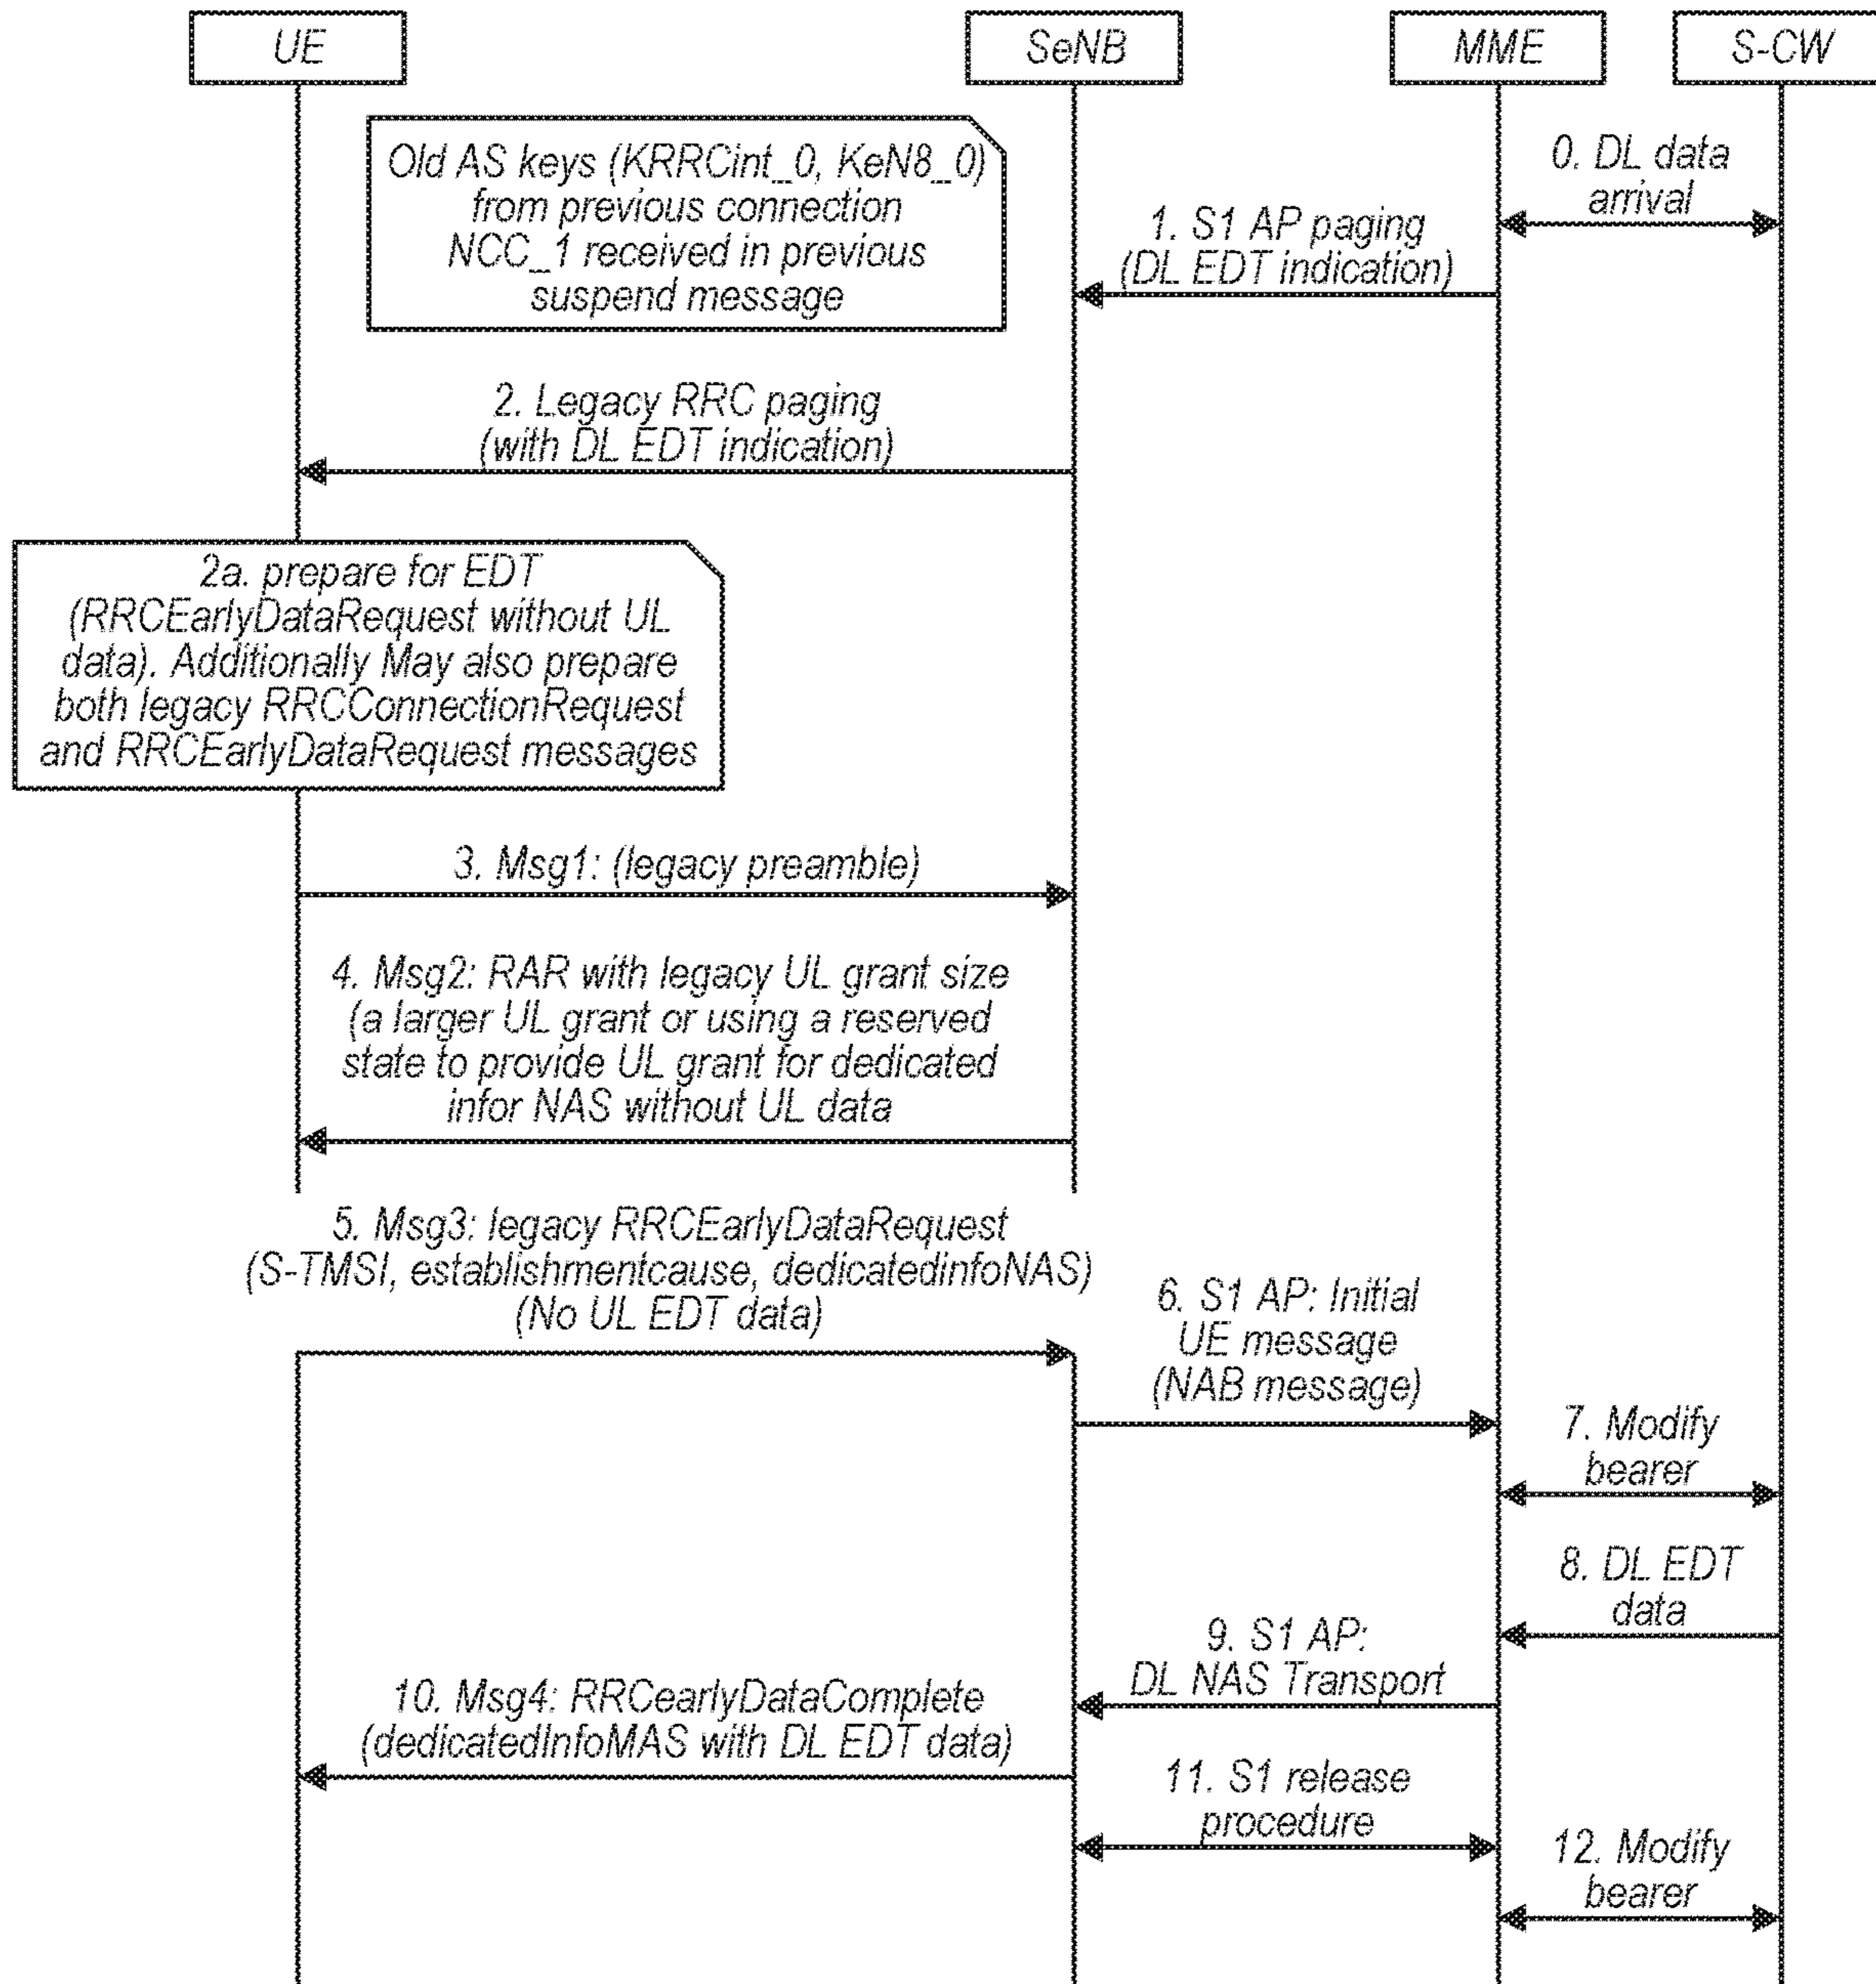 UE
SeNB
MME
S-CW
Old AS keys (KRRCint_0, KeN8_0)
from previous connection
NCC_1 received in previous
suspend message
0. DL data
arrival
1. S1 AP paging
(DL EDT indication)
2. Legacy RRC paging
(with DL EDT indication)
2a. prepare for EDT
(RRCEarlyDataRequest without UL
data). Additionally May also prepare
both legacy RRCConnectionRequest
and RRCEarlyDataRequest messages
3. Msg1: (legacy preamble)
4. Msg2: RAR with legacy UL grant size
(a larger UL grant or using a reserved
state to provide UL grant for dedicated
infor NAS without UL data
5. Msg3: legacy RRCEarlyDataRequest
(S-TMSI, establishmentcause, dedicatedinfoNAS)
(No UL EDT data)
6. S1 AP: Initial
UE message
(NAB message)
7. Modify
bearer
8. DL EDT
data
9. S1 AP:
DL NAS Transport
10. Msg4: RRCearlyDataComplete
(dedicatedInfoMAS with DL EDT data)
11. S1 release
procedure
12. Modify
bearer